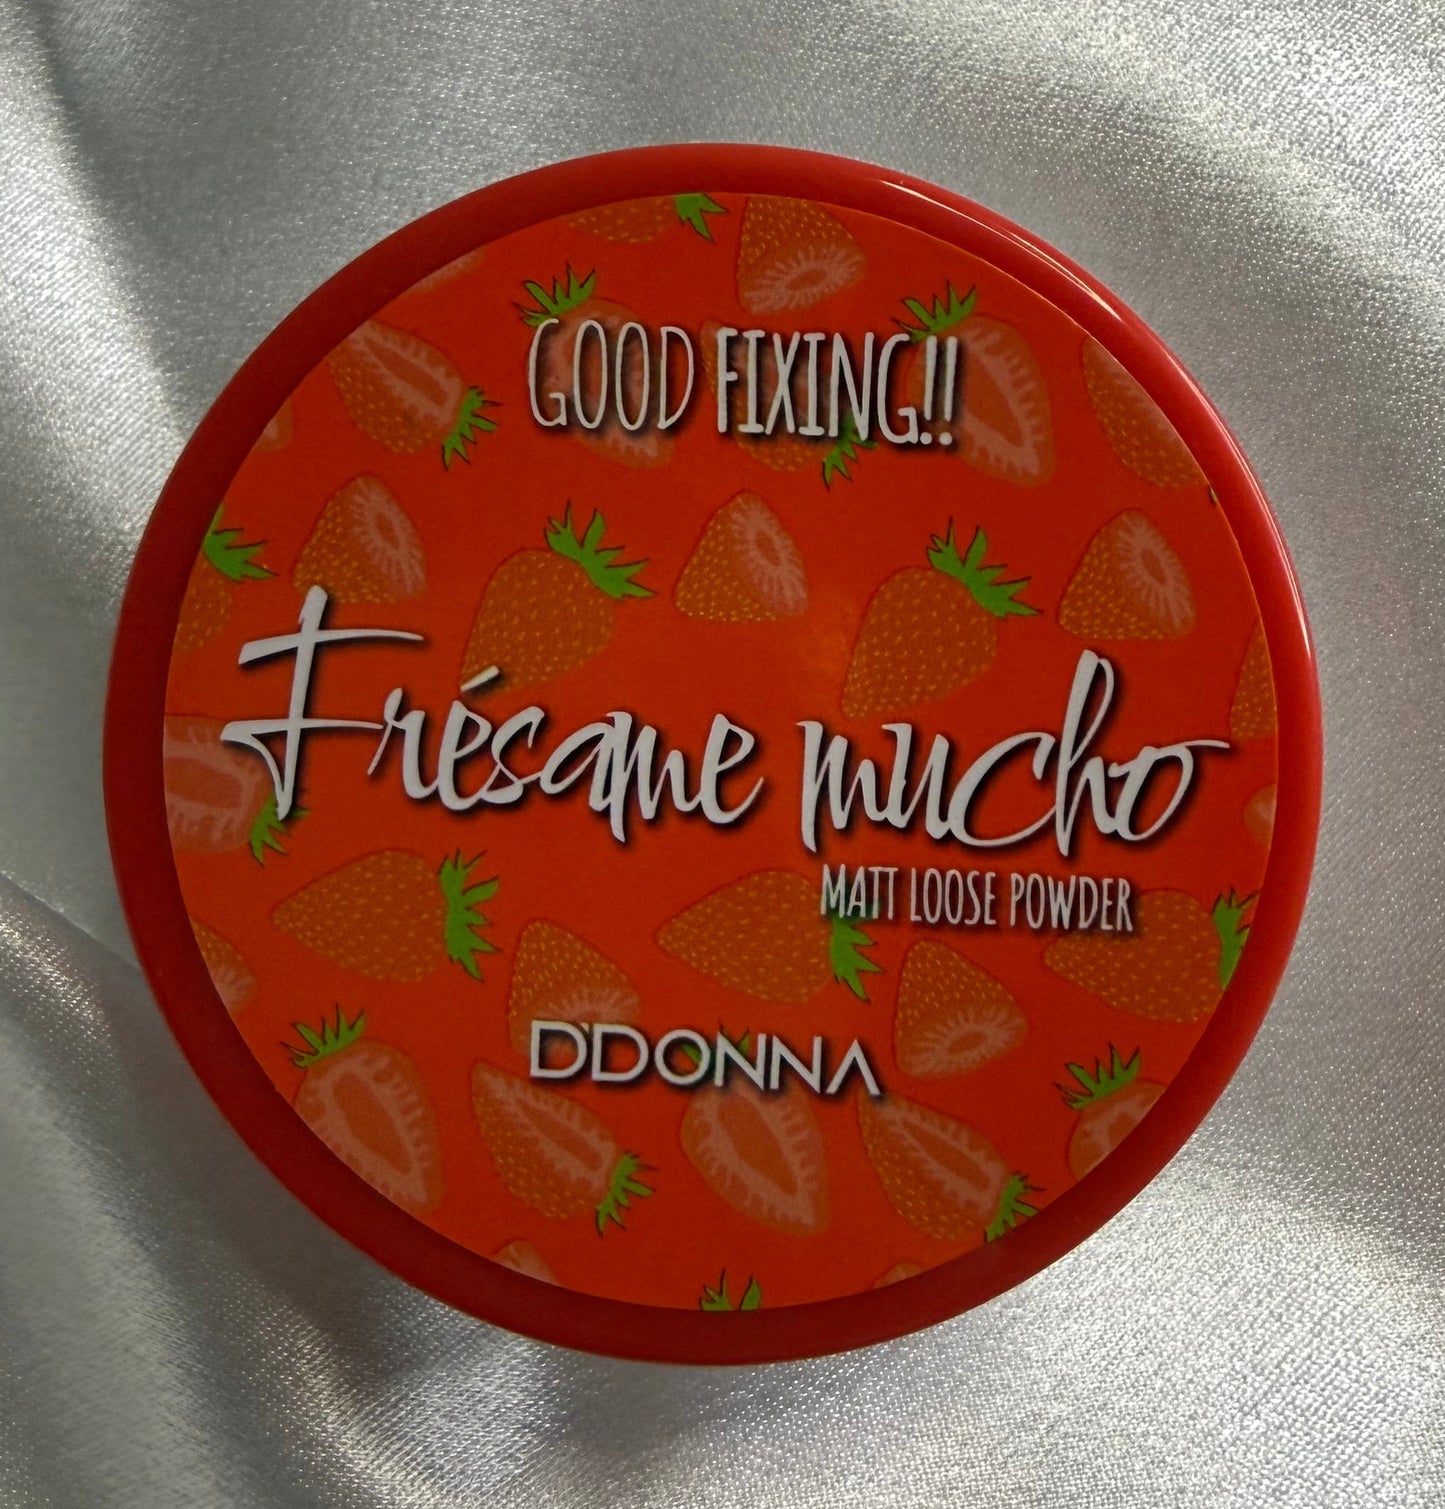 GOOD FIXING!!
Frésame mucho
MATT LOOSE POWDER
D'DONNA